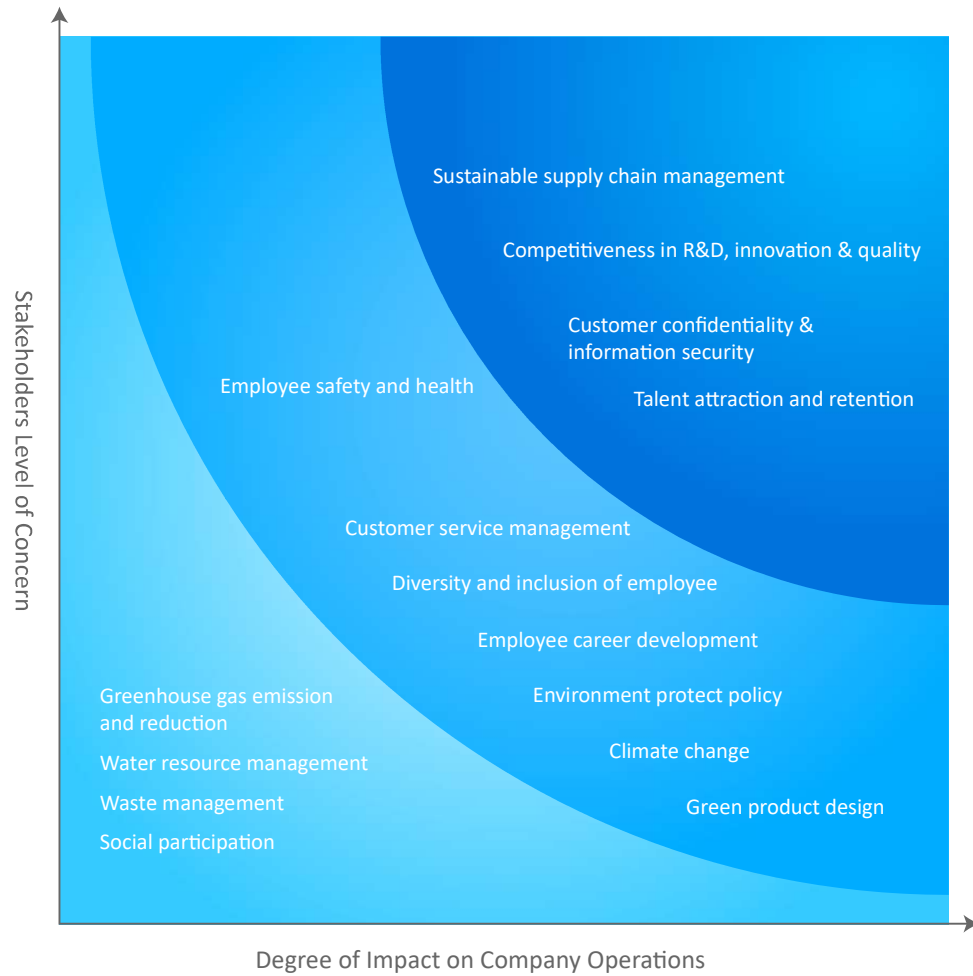 Stakeholders Level of Concern
Sustainable supply chain management
Competitiveness in R&D, innovation & quality
Customer confidentiality &
information security
Employee safety and health
Talent attraction and retention
Customer service management
Diversity and inclusion of employee
Employee career development
Environment protect policy
Climate change
Green product design
Greenhouse gas emission
and reduction
Water resource management
Waste management
Social participation
Degree of Impact on Company Operations